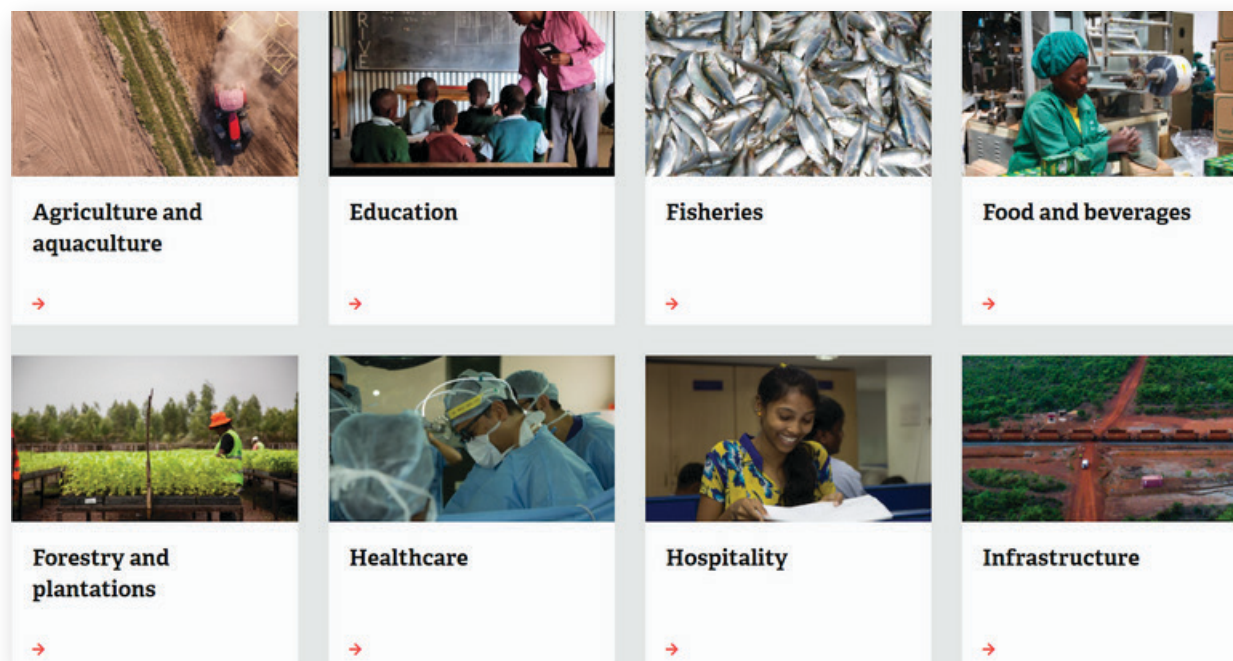 R
I
V
E
Agriculture and
aquaculture
Education
Fisheries
Food and beverages
Forestry and
plantations
Healthcare
Hospitality
Infrastructure